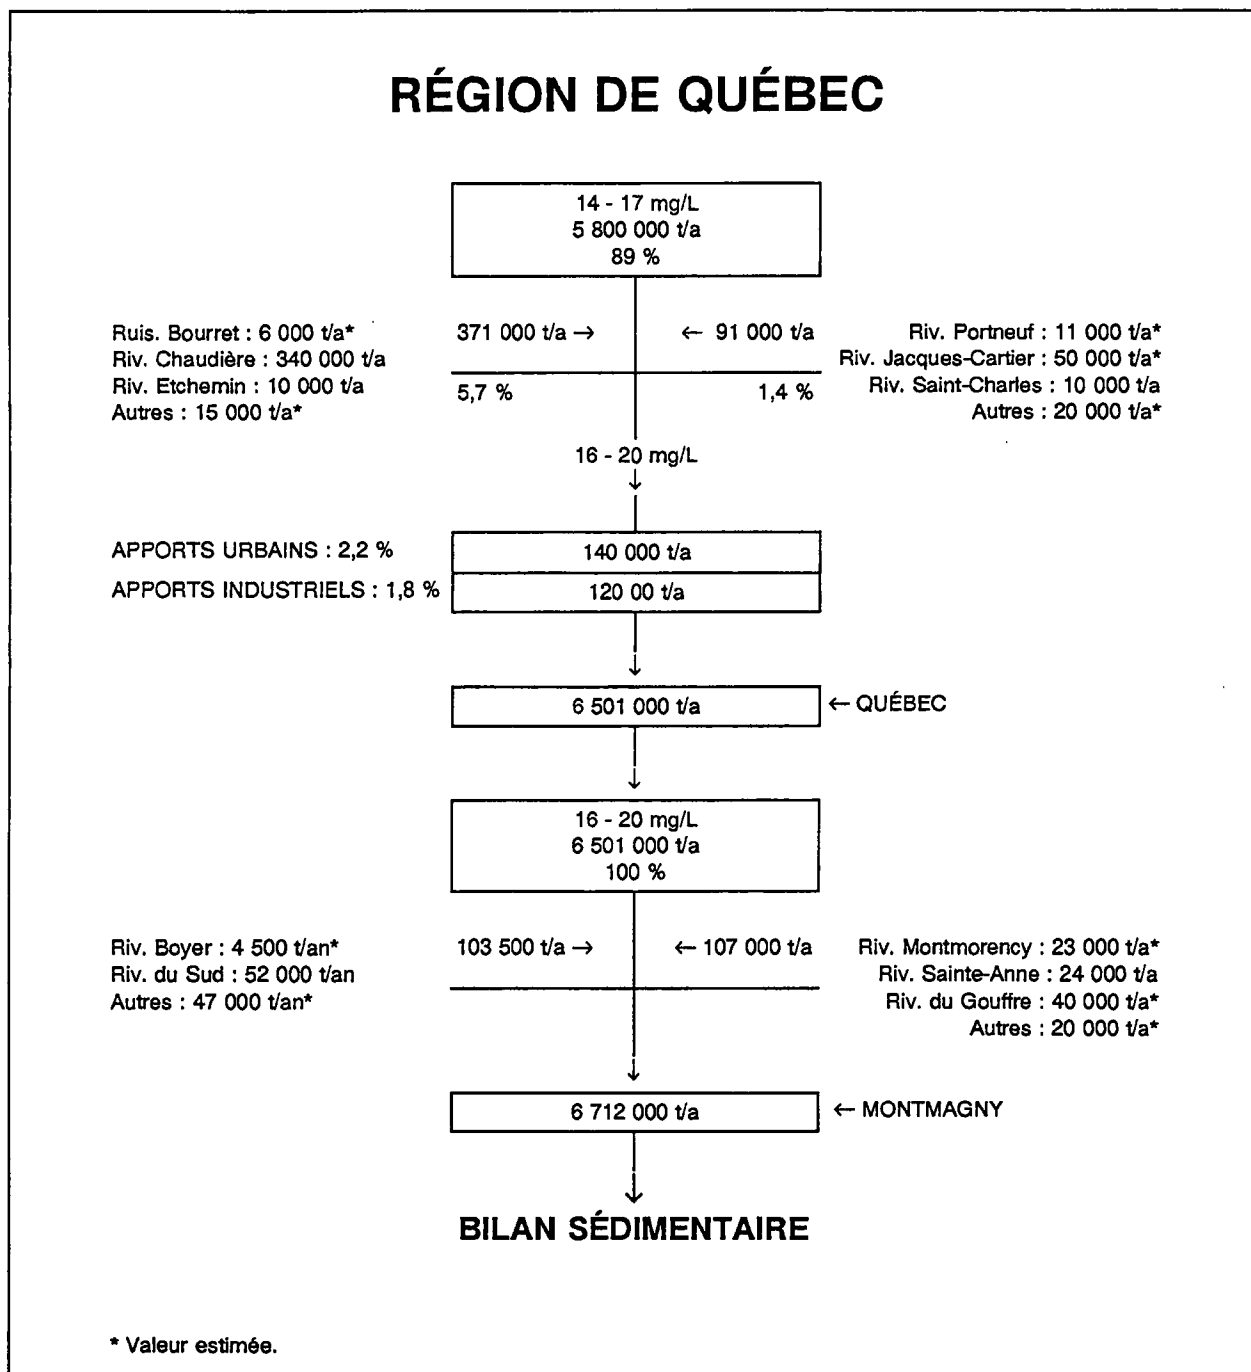 RÉGION DE QUÉBEC
14 - 17 mg/L
5 800 000 t/a
89 %
Ruis. Bourret : 6 000 t/a*
Riv. Chaudière : 340 000 t/a
Riv. Etchemin : 10 000 t/a
Autres : 15 000 t/a*
371 000 t/a →
5,7 %
← 91 000 t/a
1,4 %
Riv. Portneuf : 11 000 t/a*
Riv. Jacques-Cartier : 50 000 t/a*
Riv. Saint-Charles : 10 000 t/a
Autres : 20 000 t/a*
16 - 20 mg/L
APPORTS URBAINS : 2,2 %
140 000 t/a
APPORTS INDUSTRIELS : 1,8 %
120 00 t/a
6 501 000 t/a
← QUÉBEC
16 - 20 mg/L
6 501 000 t/a
100 %
Riv. Boyer : 4 500 t/an*
Riv. du Sud : 52 000 t/an
Autres : 47 000 t/an*
103 500 t/a →
← 107 000 t/a
Riv. Montmorency : 23 000 t/a*
Riv. Sainte-Anne : 24 000 t/a
Riv. du Gouffre : 40 000 t/a*
Autres : 20 000 t/a*
6 712 000 t/a
← MONTMAGNY
BILAN SÉDIMENTAIRE
* Valeur estimée.